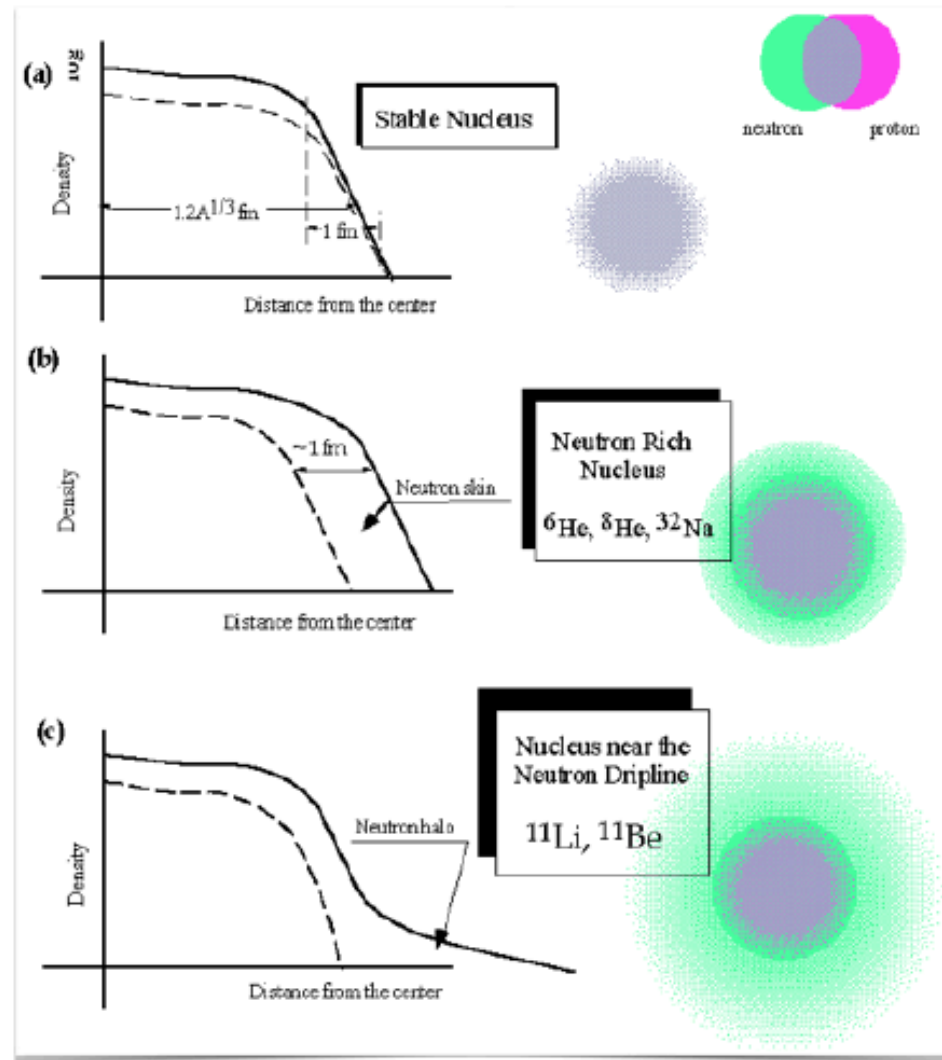 (a)
log
Density
Stable Nucleus
1.2A^1/3 fm
1 fm
Distance from the center
neutron
proton
(b)
Density
~1 fm
Neutron skin
Distance from the center
Neutron Rich
Nucleus
⁶He, ⁸He, ³²Na
(c)
Density
Neutron halo
Distance from the center
Nucleus near the
Neutron Dripline
¹¹Li, ¹¹Be